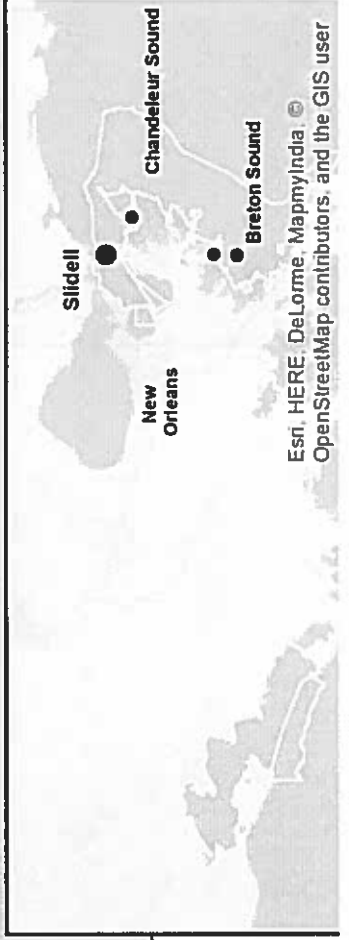 Slidell
Chandeleur Sound
New
Orleans
Breton Sound
Esri, HERE, DeLorme, MapmyIndia, ©
OpenStreetMap contributors, and the GIS user